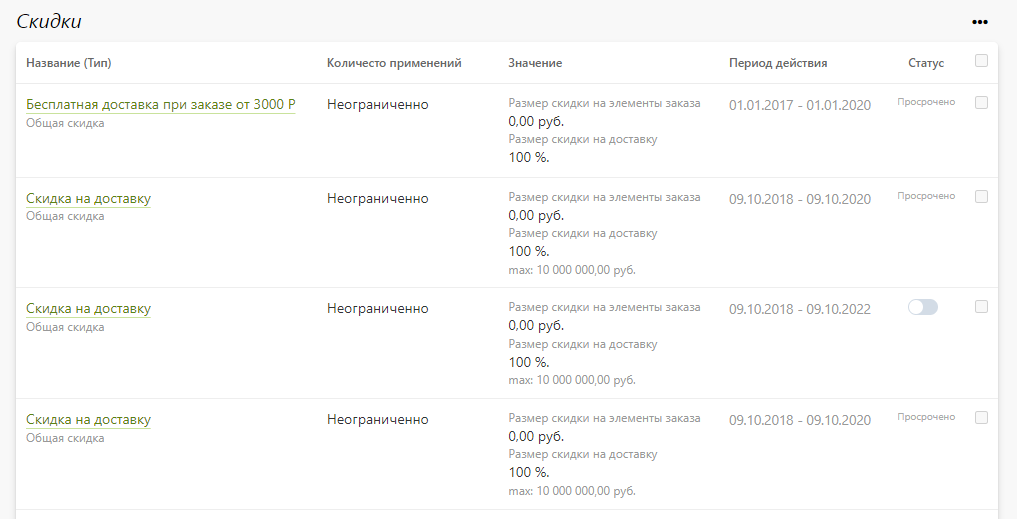 Скидки
Название (Тип) Количесто применений Значение Период действия Статус
Бесплатная доставка при заказе от 3000 Р Неограниченно Размер скидки на элементы заказа 01.01.2017 - 01.01.2020 Просрочено
Общая скидка 0,00 руб.
Размер скидки на доставку
100 %.
Скидка на доставку Неограниченно Размер скидки на элементы заказа 09.10.2018 - 09.10.2020 Просрочено
Общая скидка 0,00 руб.
Размер скидки на доставку
100 %.
max: 10 000 000,00 руб.
Скидка на доставку Неограниченно Размер скидки на элементы заказа 09.10.2018 - 09.10.2022
Общая скидка 0,00 руб.
Размер скидки на доставку
100 %.
max: 10 000 000,00 руб.
Скидка на доставку Неограниченно Размер скидки на элементы заказа 09.10.2018 - 09.10.2020 Просрочено
Общая скидка 0,00 руб.
Размер скидки на доставку
100 %.
max: 10 000 000,00 руб.